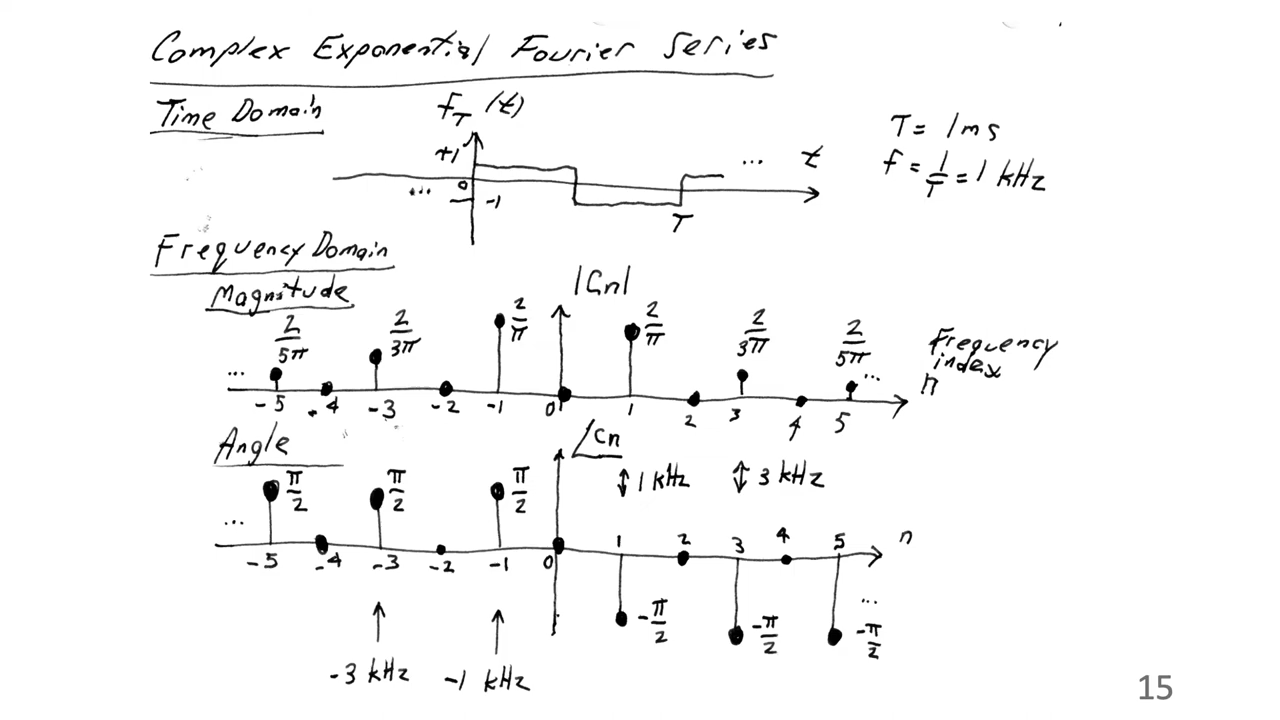 Complex Exponential Fourier Series
Time Domain
f_T (t)
+1
0
-1
...
...
t
T
T = 1ms
f = 1/T = 1 kHz
Frequency Domain
Magnitude
|Cn|
2/5π 2/3π 2/π 2/π 2/3π 2/5π
... ...
-5 -4 -3 -2 -1 0 1 2 3 4 5
Frequency
index
n
Angle
∠Cn
↕ 1 kHz ↕ 3 kHz
π/2 π/2 π/2
...
1 2 3 4 5 n
-5 -4 -3 -2 -1 0
...
-π/2 -π/2 -π/2
-3 kHz -1 kHz
15